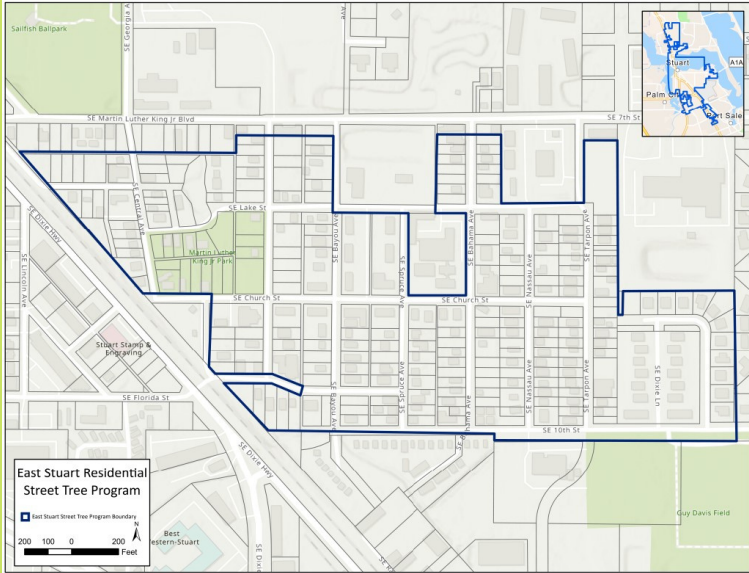 Sailfish Ballpark
SE Georgia A
Ave
Stuart
A1A
Palm C
Port Sale
SE Martin Luther King Jr Blvd
SE 7th St
SE Central Ave
SE Lake St
SE Dixie Hwy
SE Lincoln Ave
Martin Luther
King Jr Park
SE Bayou Ave
SE Spruce Ave
SE Bahama Ave
SE Nassau Ave
SE Tarpon Ave
SE Church St
SE Church St
Stuart Stamp &
Engraving
SE Florida St
SE Bayou Ave
SE Spruce Ave
SE Nassau Ave
SE Tarpon Ave
SE Dixie Ln
SE 10th St
SE Dixie Hwy
SE Dixie
Guy Davis Field
Best
estern-Stuart
East Stuart Residential
Street Tree Program
East Stuart Street Tree Program Boundary
N
200 100 0 200
Feet